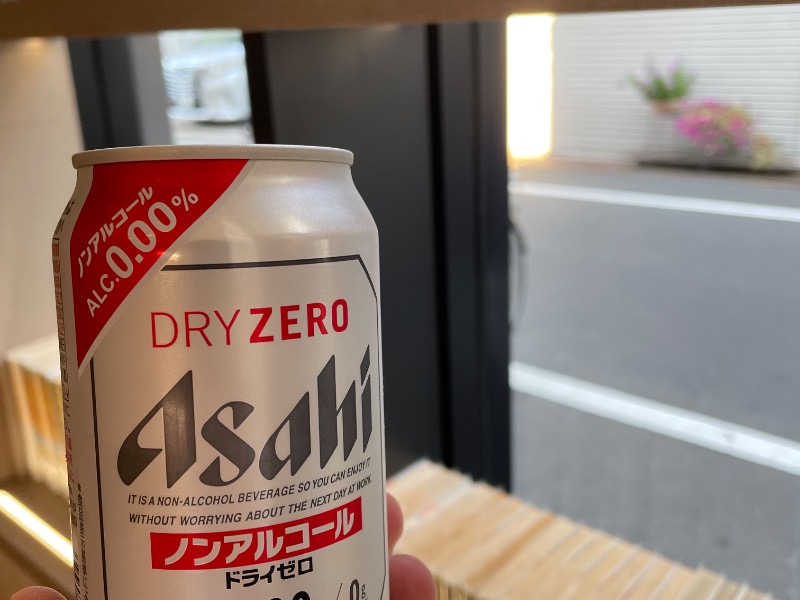 ノンアルコール
ALC.0.00%
DRY ZERO
Asahi
IT IS A NON-ALCOHOL BEVERAGE SO YOU CAN ENJOY IT
WITHOUT WORRYING ABOUT THE NEXT DAY AT WORK.
ノンアルコール
ドライゼロ